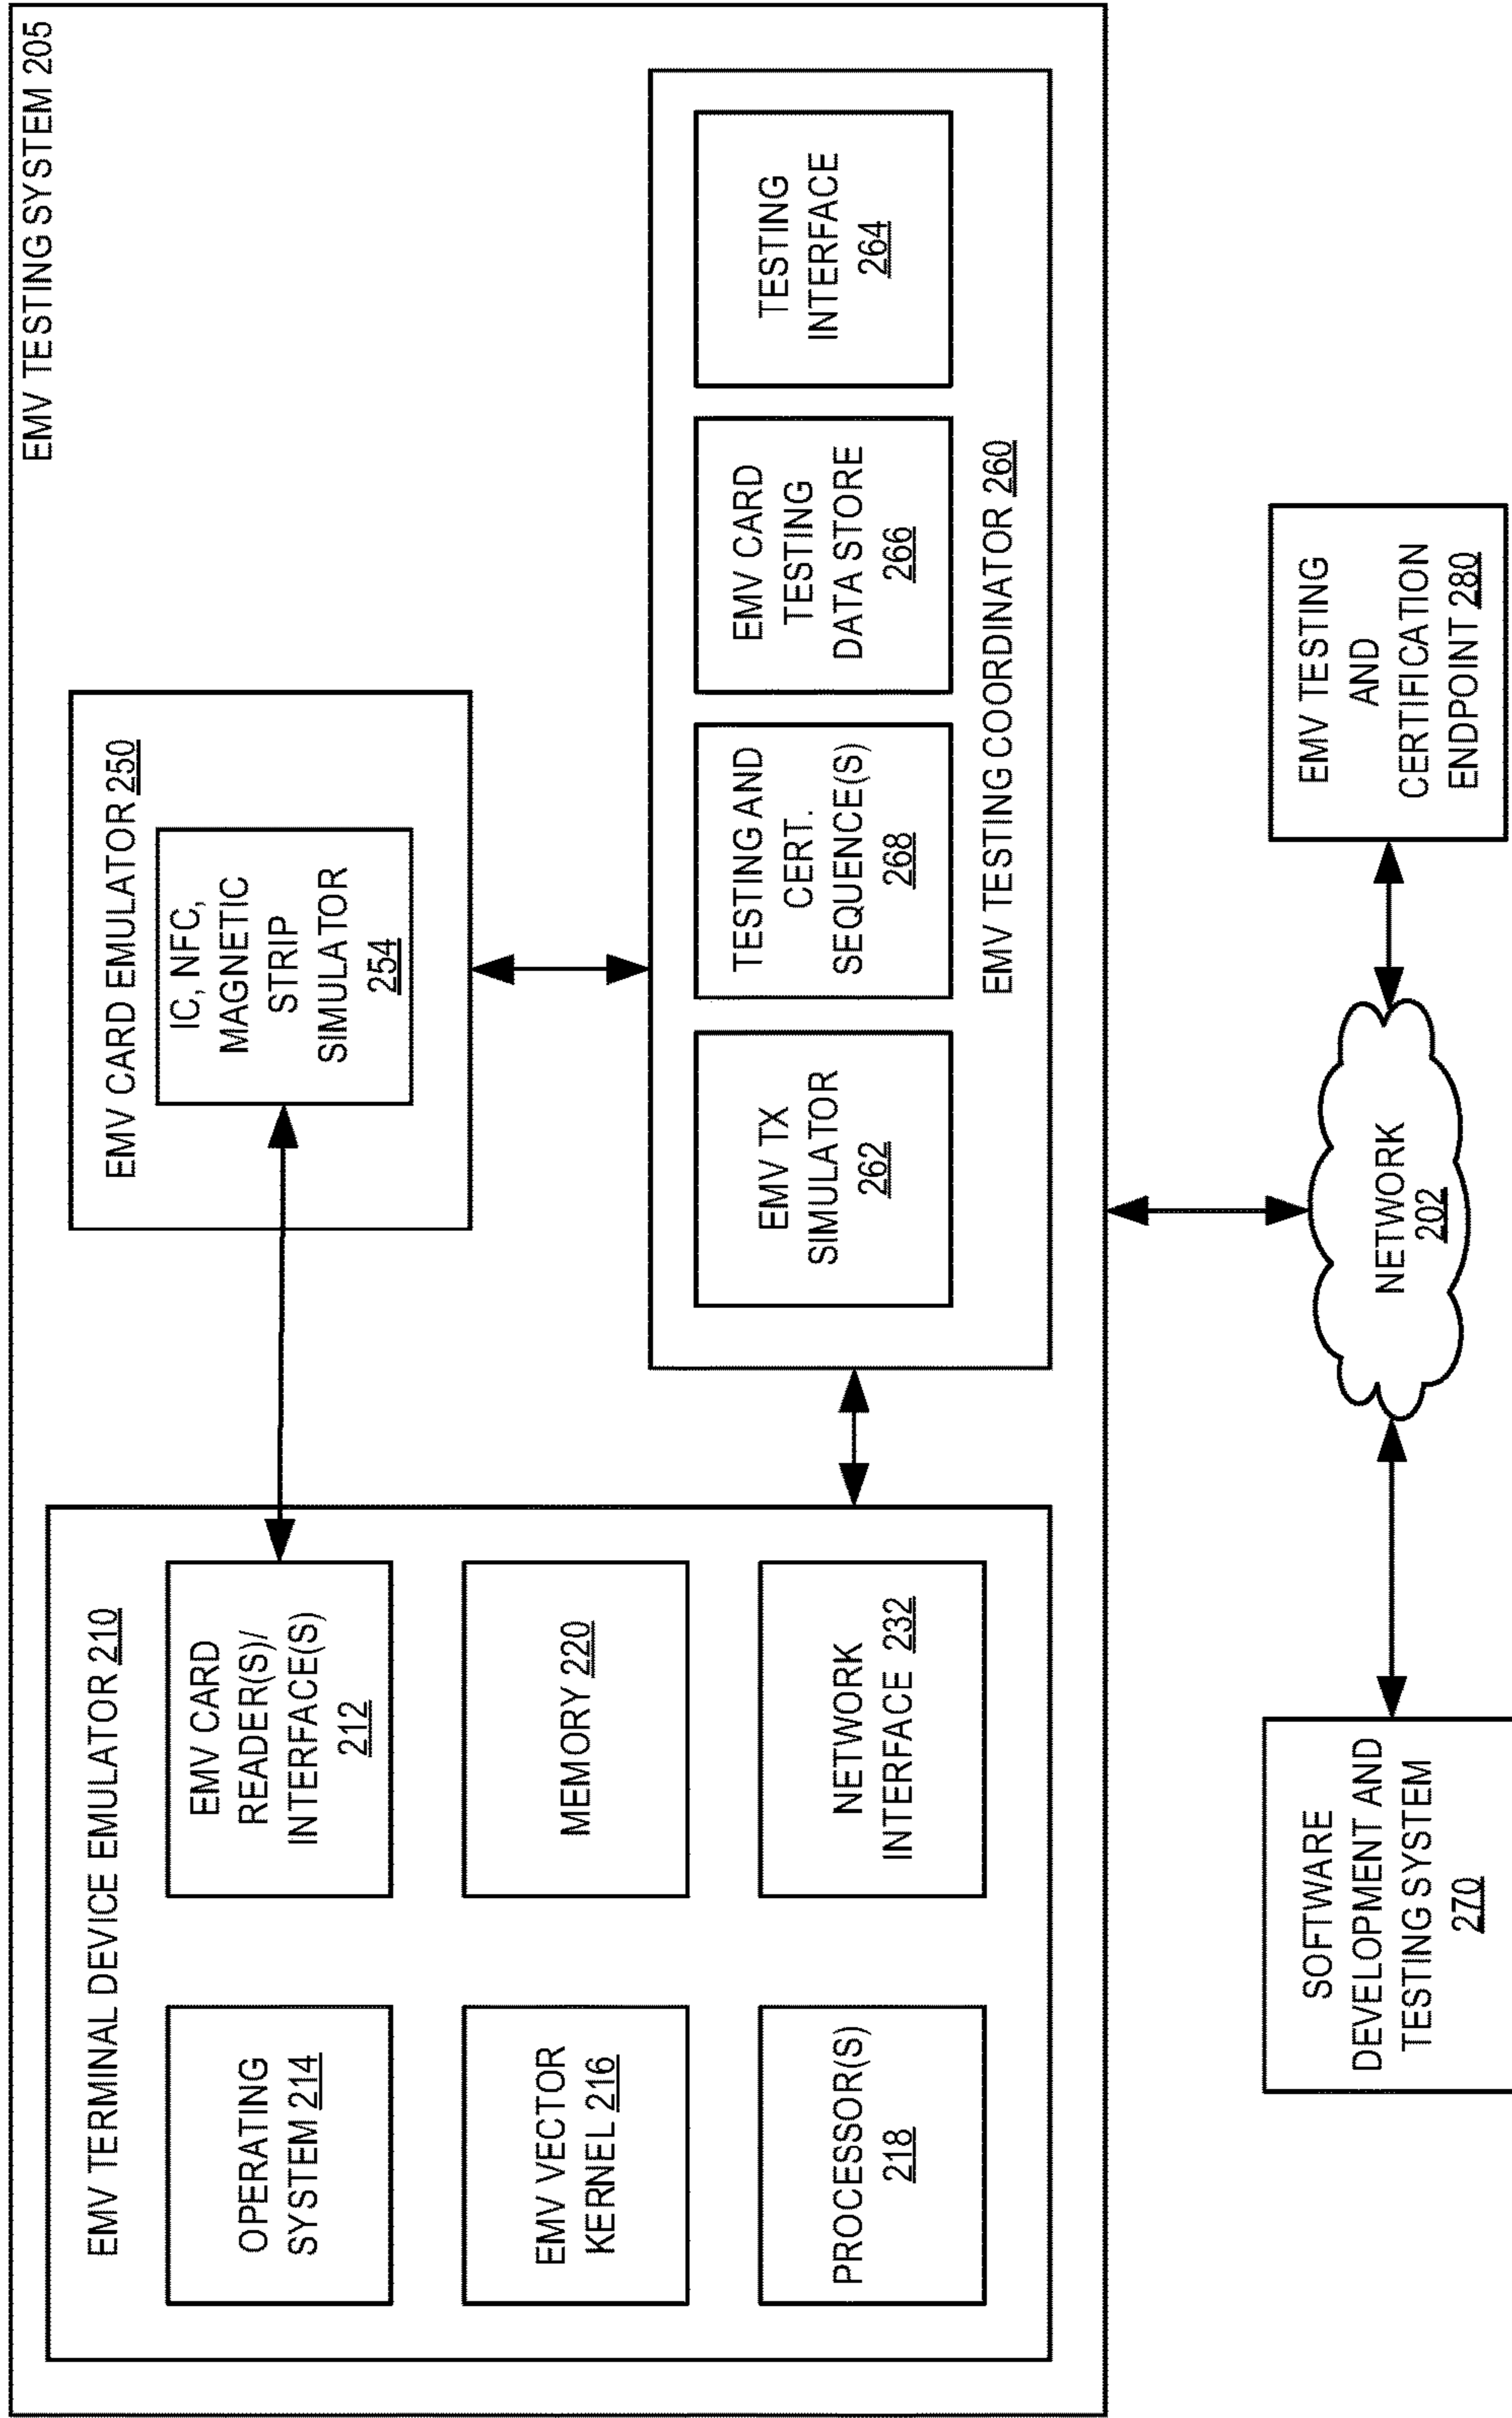 EMV TESTING SYSTEM 205
EMV TERMINAL DEVICE EMULATOR 210
OPERATING
SYSTEM 214
EMV CARD
READER(S)/
INTERFACE(S)
212
EMV VECTOR
KERNEL 216
MEMORY 220
PROCESSOR(S)
218
NETWORK
INTERFACE 232
EMV CARD EMULATOR 250
IC, NFC,
MAGNETIC
STRIP
SIMULATOR
254
EMV TX
SIMULATOR
262
TESTING AND
CERT.
SEQUENCE(S)
268
EMV CARD
TESTING
DATA STORE
266
TESTING
INTERFACE
264
EMV TESTING COORDINATOR 260
SOFTWARE
DEVELOPMENT AND
TESTING SYSTEM
270
NETWORK
202
EMV TESTING
AND
CERTIFICATION
ENDPOINT 280